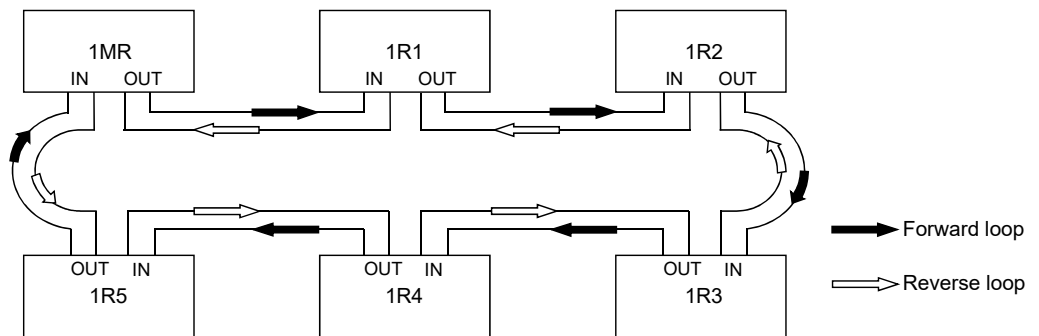 1MR
IN OUT
1R1
IN OUT
1R2
IN OUT
OUT IN
1R5
OUT IN
1R4
OUT IN
1R3
Forward loop
Reverse loop